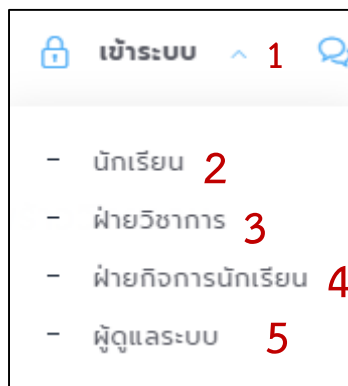 เข้าระบบ 1
- นักเรียน 2
- ฝ่ายวิชาการ 3
- ฝ่ายกิจการนักเรียน 4
- ผู้ดูแลระบบ 5